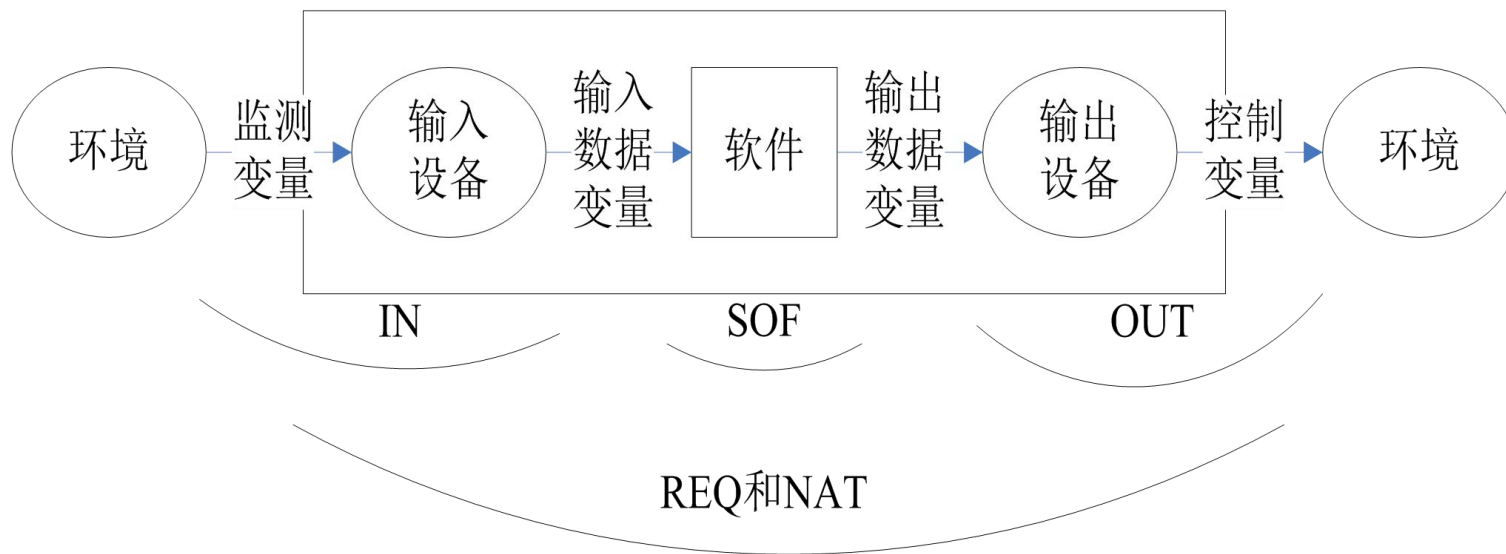 环境
监测
变量
输入
设备
输入
数据
变量
软件
输出
数据
变量
输出
设备
控制
变量
环境
IN
SOF
OUT
REQ和NAT